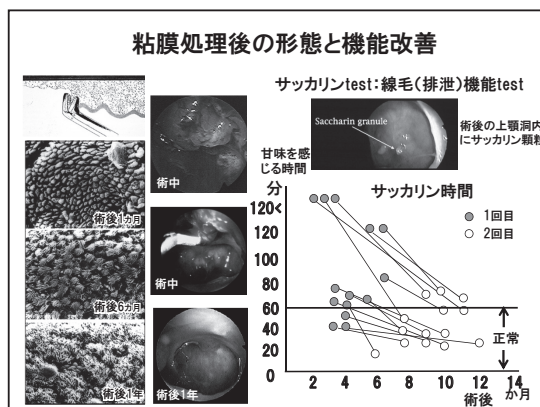 粘膜処理後の形態と機能改善
サッカリンtest:線毛(排泄)機能test
Saccharin granule
術後の上顎洞内
にサッカリン顆粒
術中
術後1カ月
術中
術後6カ月
術後1年
術後1年
甘味を感
じる時間
分
サッカリン時間
1回目
2回目
120<
120
100
80
60
40
20
0
正常
2 4 6 8 10 12 14
術後
か月